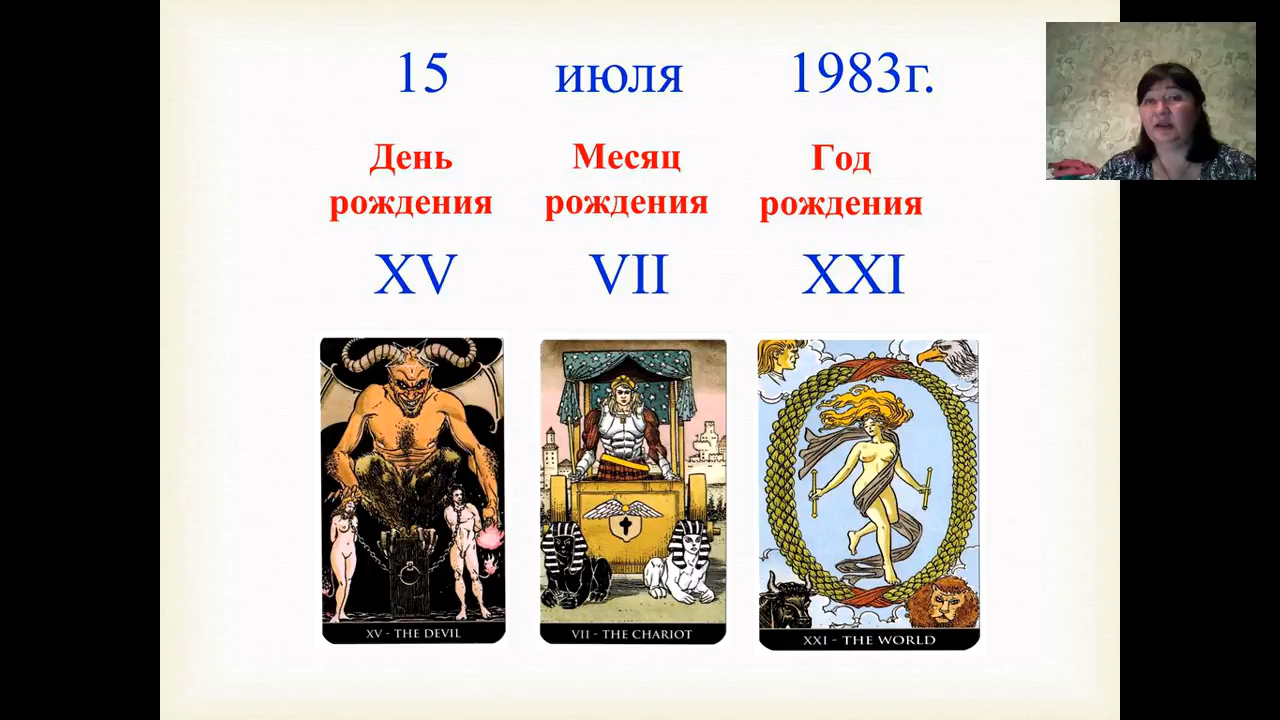 15 июля 1983г.
День рождения
Месяц рождения
Год рождения
XV VII XXI
XV - THE DEVIL
VII - THE CHARIOT
XXI - THE WORLD